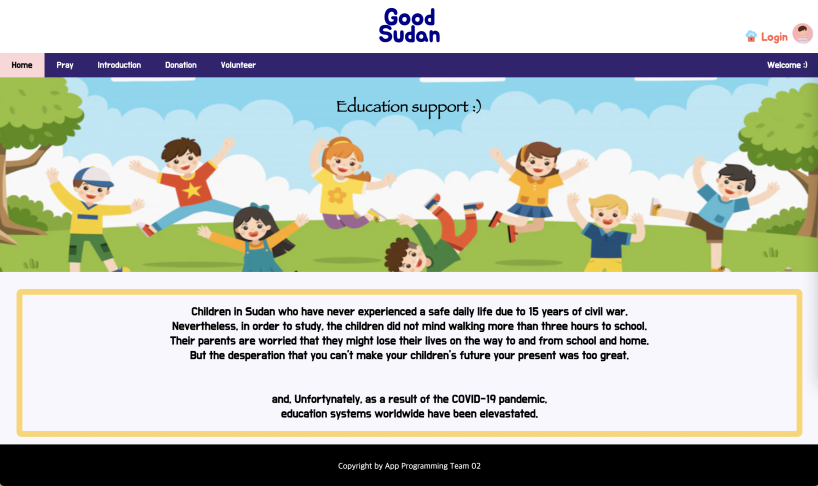 Good
Sudan
Login
Home Pray Introduction Donation Volunteer Welcome :)
Education support :)
Children in Sudan who have never experienced a safe daily life due to 15 years of civil war.
Nevertheless, in order to study, the children did not mind walking more than three hours to school.
Their parents are worried that they might lose their lives on the way to and from school and home.
But the desperation that you can't make your children's future your present was too great.
and, Unfortnately, as a result of the COVID-19 pandemic,
education systems worldwide have been elevastated.
Copyright by App Programming Team 02